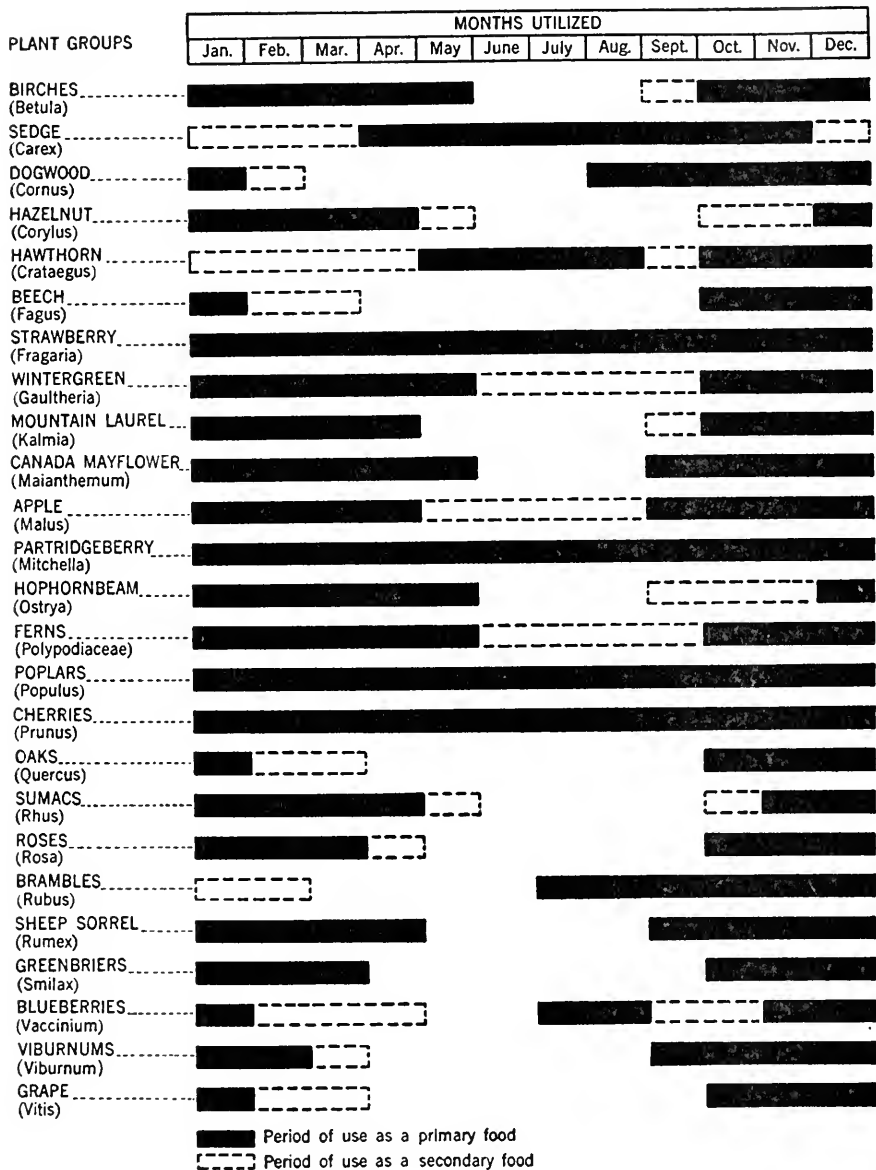 MONTHS UTILIZED
PLANT GROUPS
Jan. Feb. Mar. Apr. May June July Aug. Sept. Oct. Nov. Dec.
BIRCHES
(Betula)
SEDGE
(Carex)
DOGWOOD
(Cornus)
HAZELNUT
(Corylus)
HAWTHORN
(Crataegus)
BEECH
(Fagus)
STRAWBERRY
(Fragaria)
WINTERGREEN
(Gaultheria)
MOUNTAIN LAUREL
(Kalmia)
CANADA MAYFLOWER
(Maianthemum)
APPLE
(Malus)
PARTRIDGEBERRY
(Mitchella)
HOPHORNBEAM
(Ostrya)
FERNS
(Polypodiaceae)
POPLARS
(Populus)
CHERRIES
(Prunus)
OAKS
(Quercus)
SUMACS
(Rhus)
ROSES
(Rosa)
BRAMBLES
(Rubus)
SHEEP SORREL
(Rumex)
GREENBRIERS
(Smilax)
BLUEBERRIES
(Vaccinium)
VIBURNUMS
(Viburnum)
GRAPE
(Vitis)
Period of use as a primary food
Period of use as a secondary food